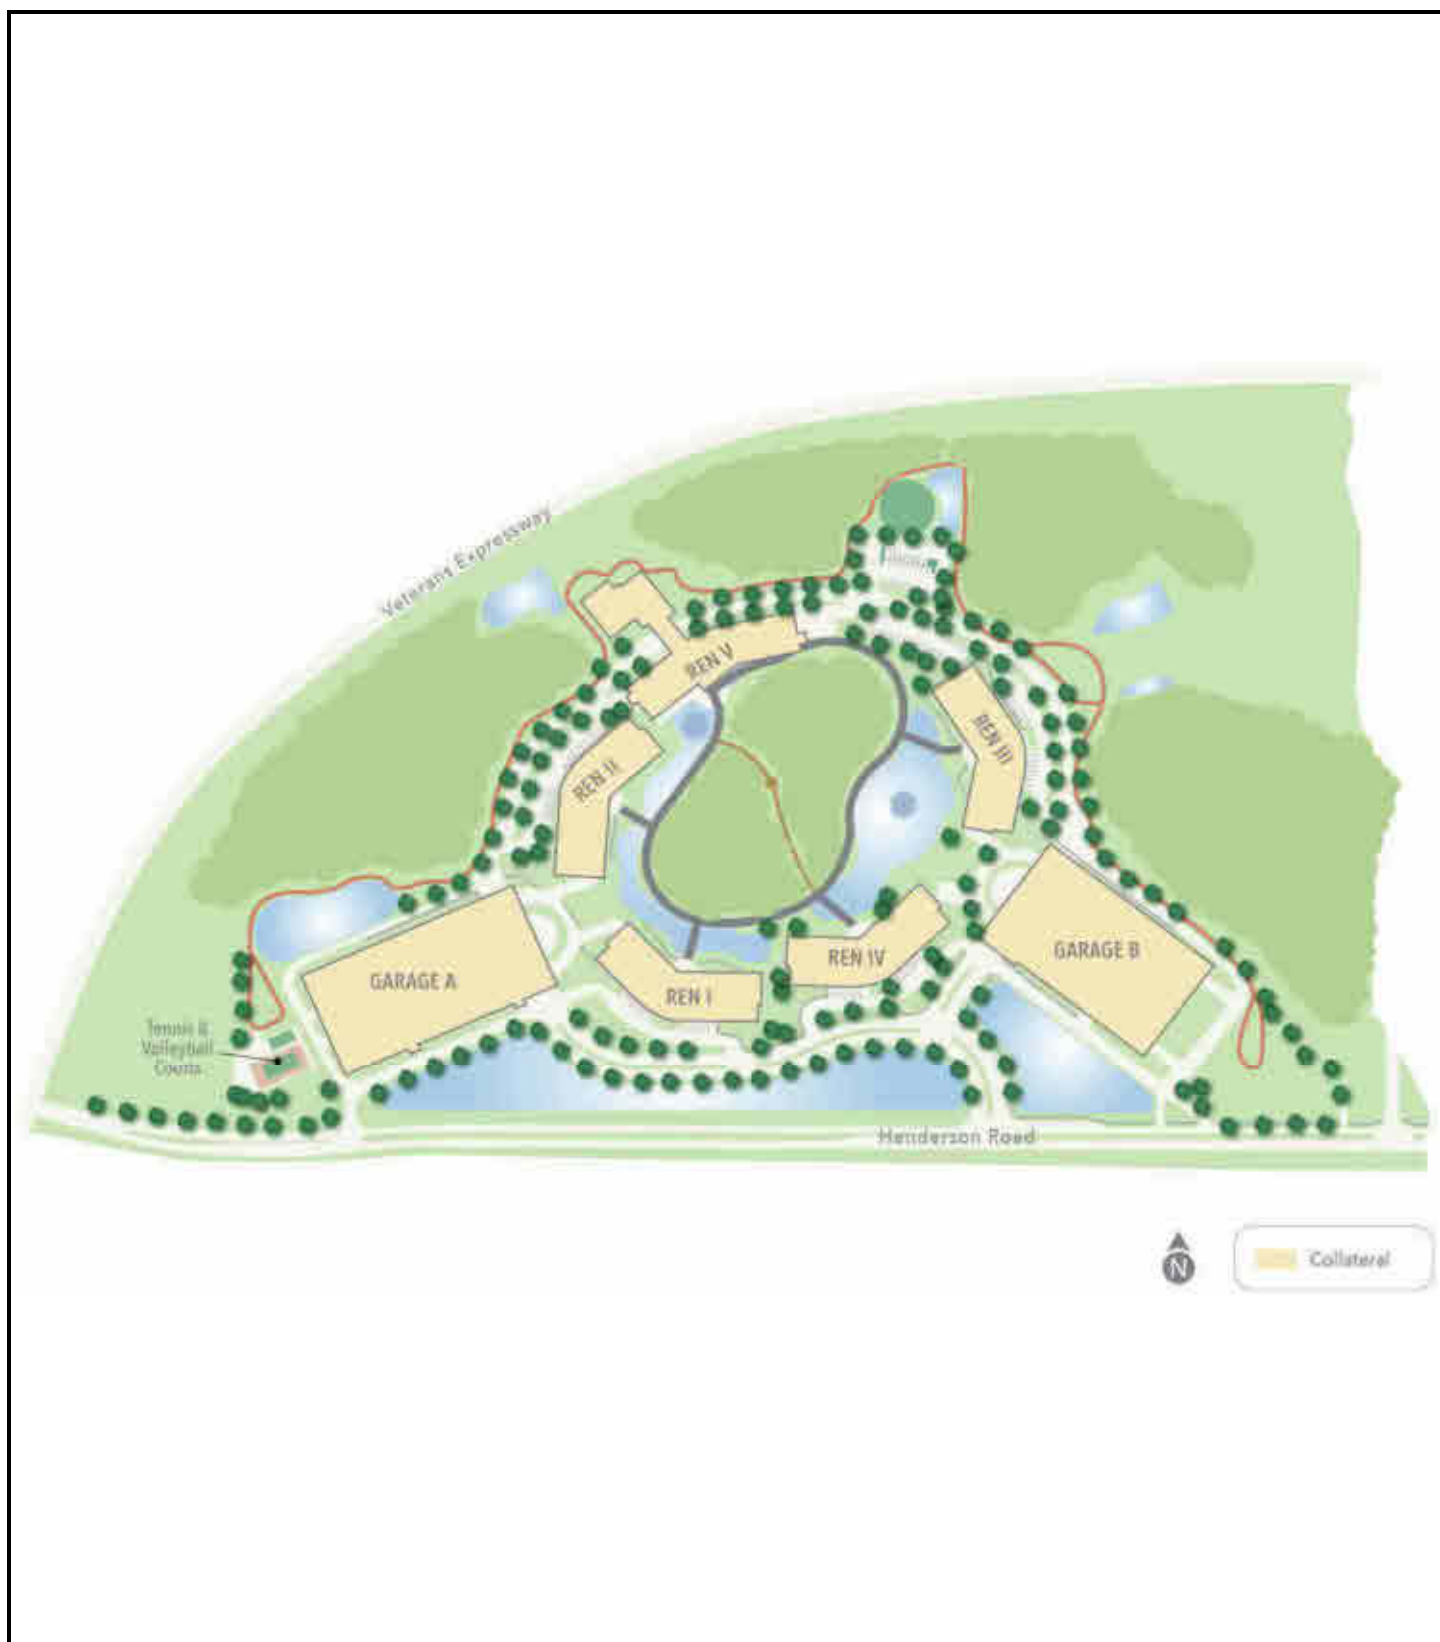 Veterans Expressway
REN V
REN II
REN III
GARAGE A
REN I
REN IV
GARAGE B
Tennis &
Volleyball
Courts
Henderson Road
N
Collateral